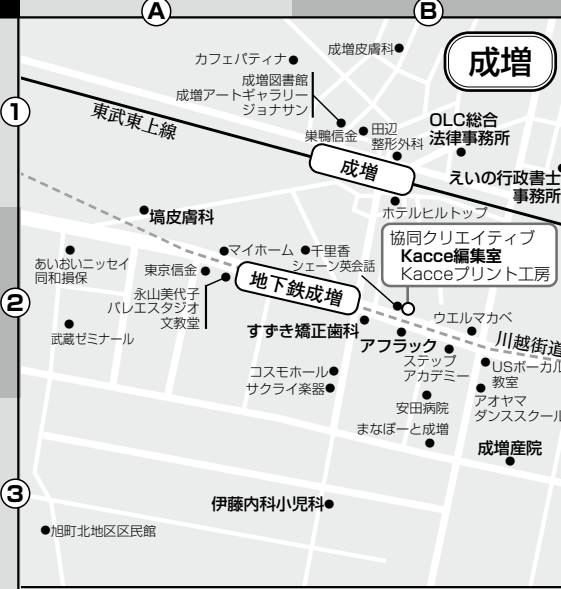 A
B
成増
1
2
3
カフェパティナ
成増皮膚科
成増図書館
成増アートギャラリー
ジョナサン
東武東上線
巣鴨信金
田辺
整形外科
OLC総合
法律事務所
成増
えいの行政書士
事務所
塙皮膚科
ホテルヒルトップ
協同クリエイティブ
Kacce編集室
Kacceプリント工房
マイホーム
千里香
シェーン英会話
あいおいニッセイ
同和損保
東京信金
地下鉄成増
永山美代子
バレエスタジオ
文教堂
武蔵ゼミナール
すずき矯正歯科
アフラック
ウエルマカベ
川越街道
ステップ
アカデミー
USボーカル
教室
コスモホール
サクライ楽器
アオヤマ
ダンススクール
安田病院
まなぽーと成増
成増産院
伊藤内科小児科
旭町北地区区民館